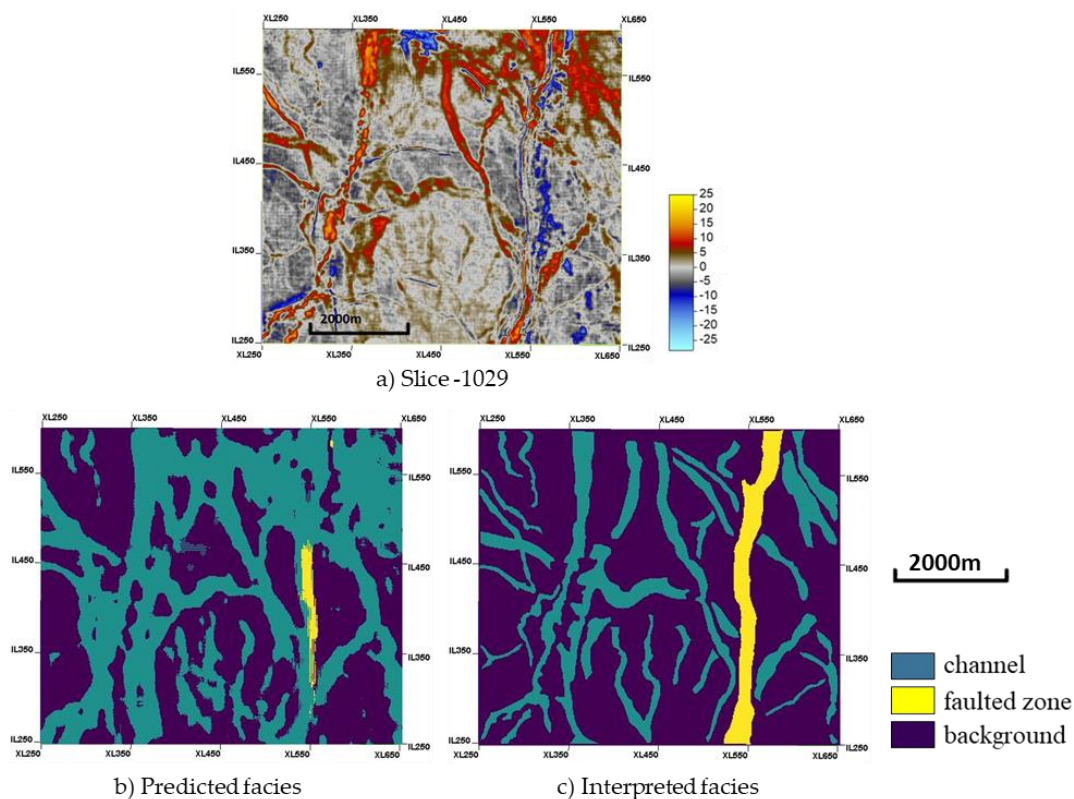 XL250 XL350 XL450 XL550 XL650
IL550 IL550
IL450 IL450
IL350 IL350
IL250 IL250
2000m
XL250 XL350 XL450 XL550 XL650
25
20
15
10
5
0
-5
-10
-15
-20
-25
a) Slice -1029
XL250 XL350 XL450 XL550 XL650
IL550 IL550
IL450 IL450
IL350 IL350
IL250
IL250
XL250 XL350 XL450 XL550 XL650
b) Predicted facies
XL250 XL350 XL450 XL550 XL650
IL550 IL550
IL450 IL450
IL350 IL350
IL250
IL250
XL250 XL350 XL450 XL550 XL650
c) Interpreted facies
2000m
channel
faulted zone
background